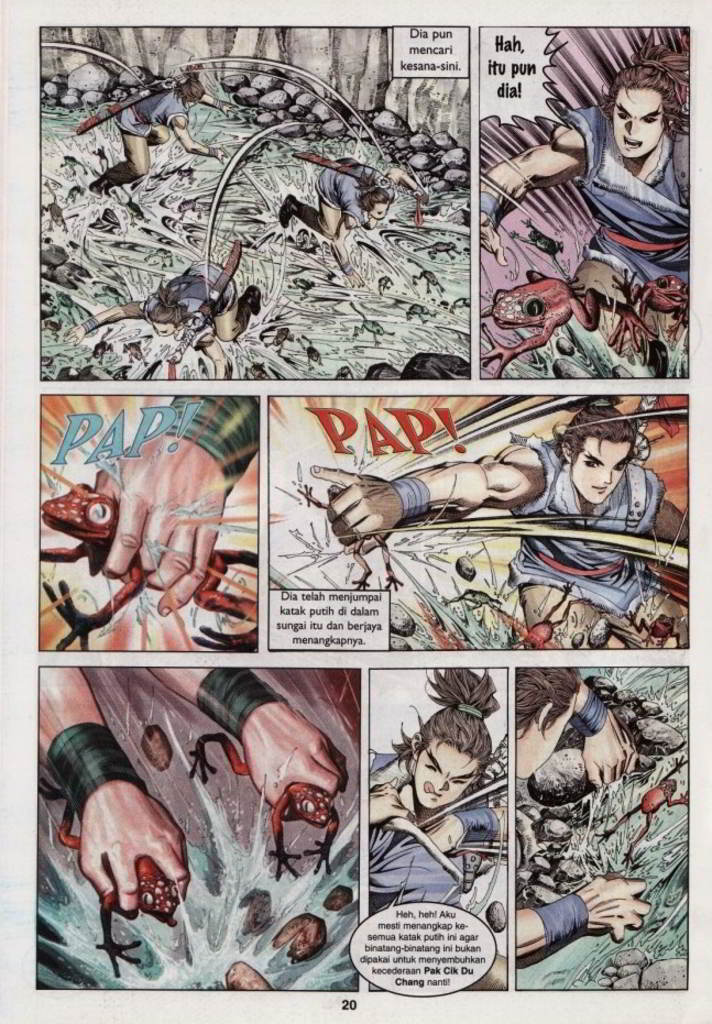 Dia pun
mencari
kesana-sini.
Hah,
itu pun
dia!
PAP!
PAP!
Dia telah menjumpai
katak putih di dalam
sungai itu dan berjaya
menangkapnya.
Heh, heh! Aku
mesti menangkap ke-
semua katak putih ini agar
binatang-binatang ini bukan
dipakai untuk menyembuhkan
kecederaan Pak Cik Du
Chang nanti!
20